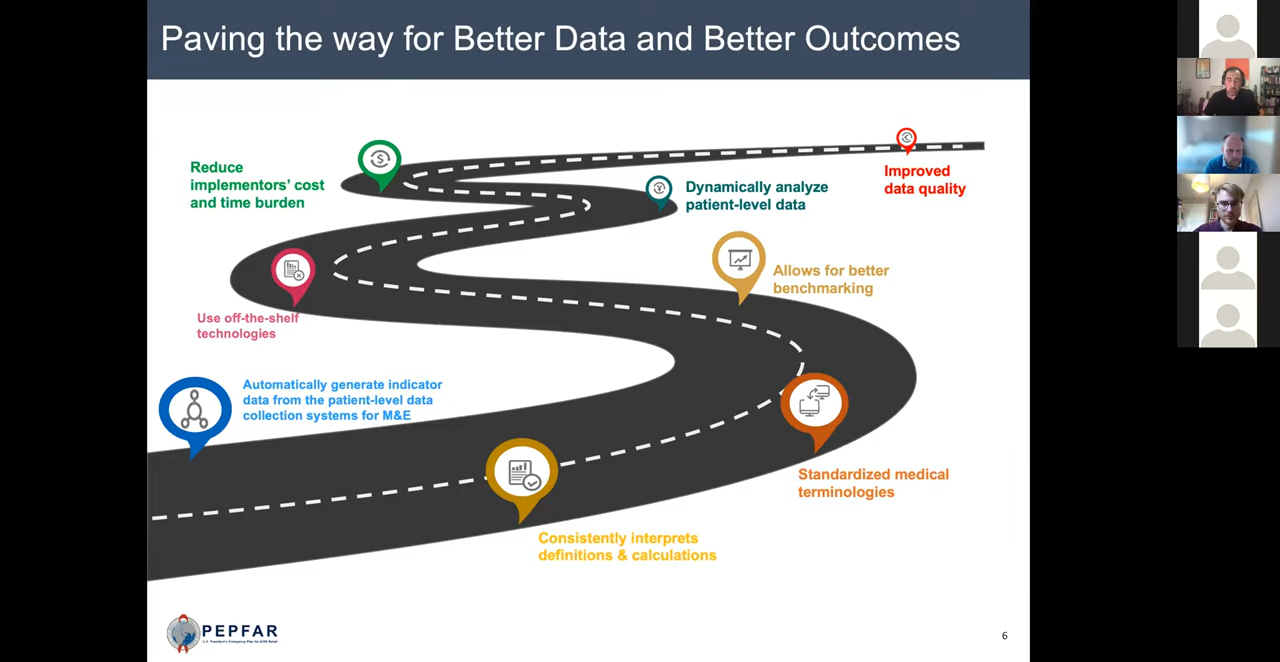 Paving the way for Better Data and Better Outcomes
Reduce
implementors' cost
and time burden
Improved
data quality
Dynamically analyze
patient-level data
Allows for better
benchmarking
Use off-the-shelf
technologies
Automatically generate indicator
data from the patient-level data
collection systems for M&E
Standardized medical
terminologies
Consistently interprets
definitions & calculations
PEPFAR
U.S. President's Emergency Plan for AIDS Relief
6